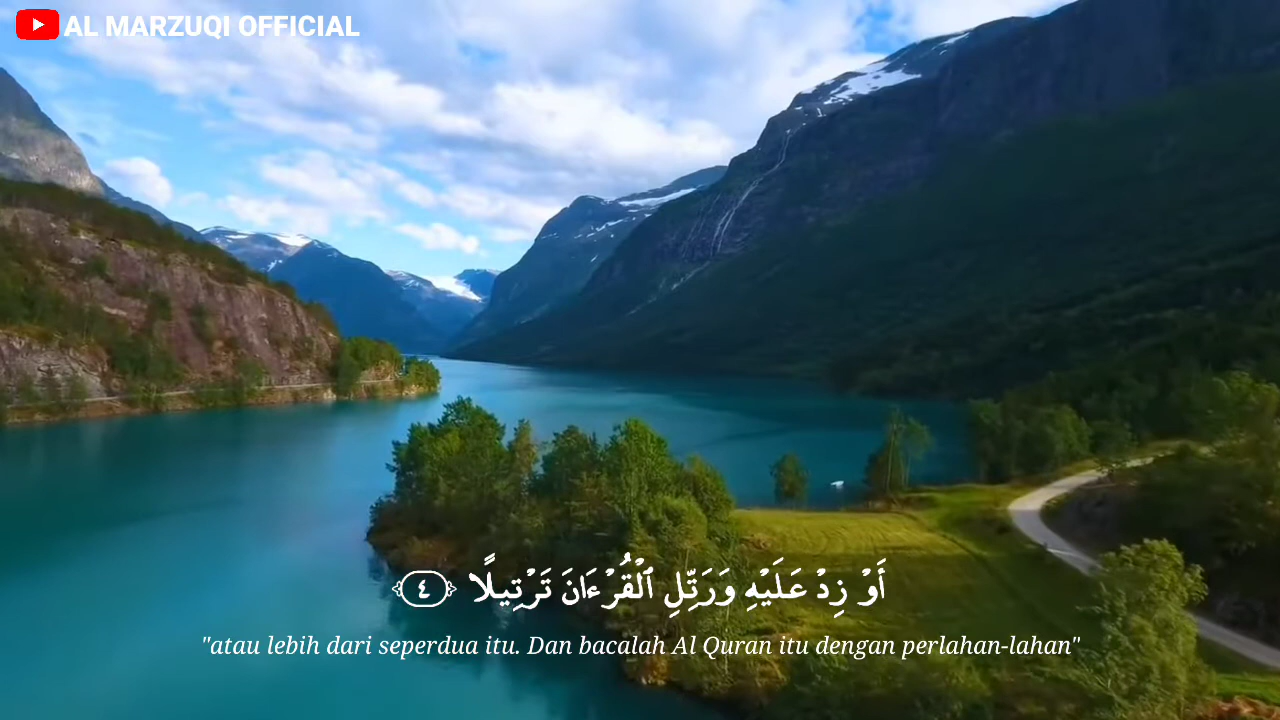 AL MARZUQI OFFICIAL
أَوۡ زِدۡ عَلَيۡهِ وَرَتِّلِ ٱلۡقُرۡءَانَ تَرۡتِيلًا ٤
"atau lebih dari seperdua itu. Dan bacalah Al Quran itu dengan perlahan-lahan"